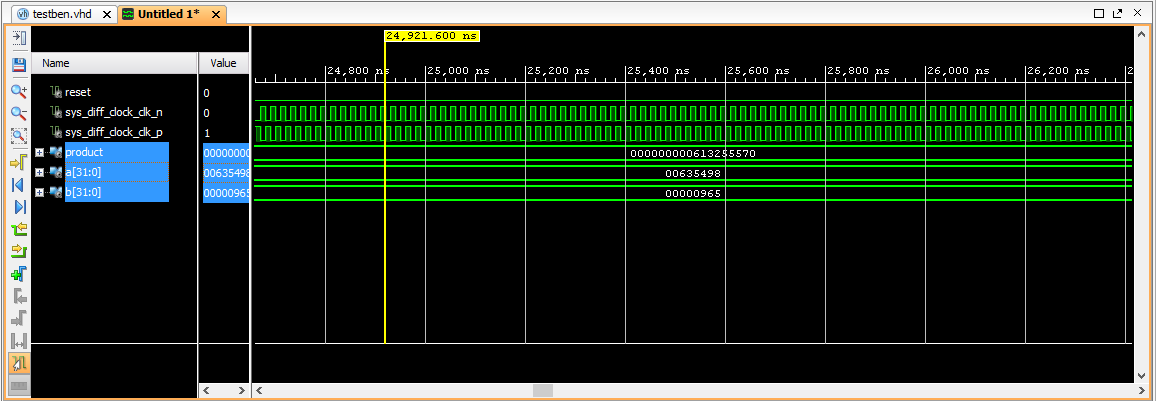 testben.vhd Untitled 1*
24,921.600 ns
Name Value
24,800 ns 25,000 ns 25,200 ns 25,400 ns 25,600 ns 25,800 ns 26,000 ns 26,200 ns 2
reset 0
sys_diff_clock_clk_n 0
sys_diff_clock_clk_p 1
product 00000000 000000000613255570
a[31:0] 00635498 00635498
b[31:0] 00000965 00000965